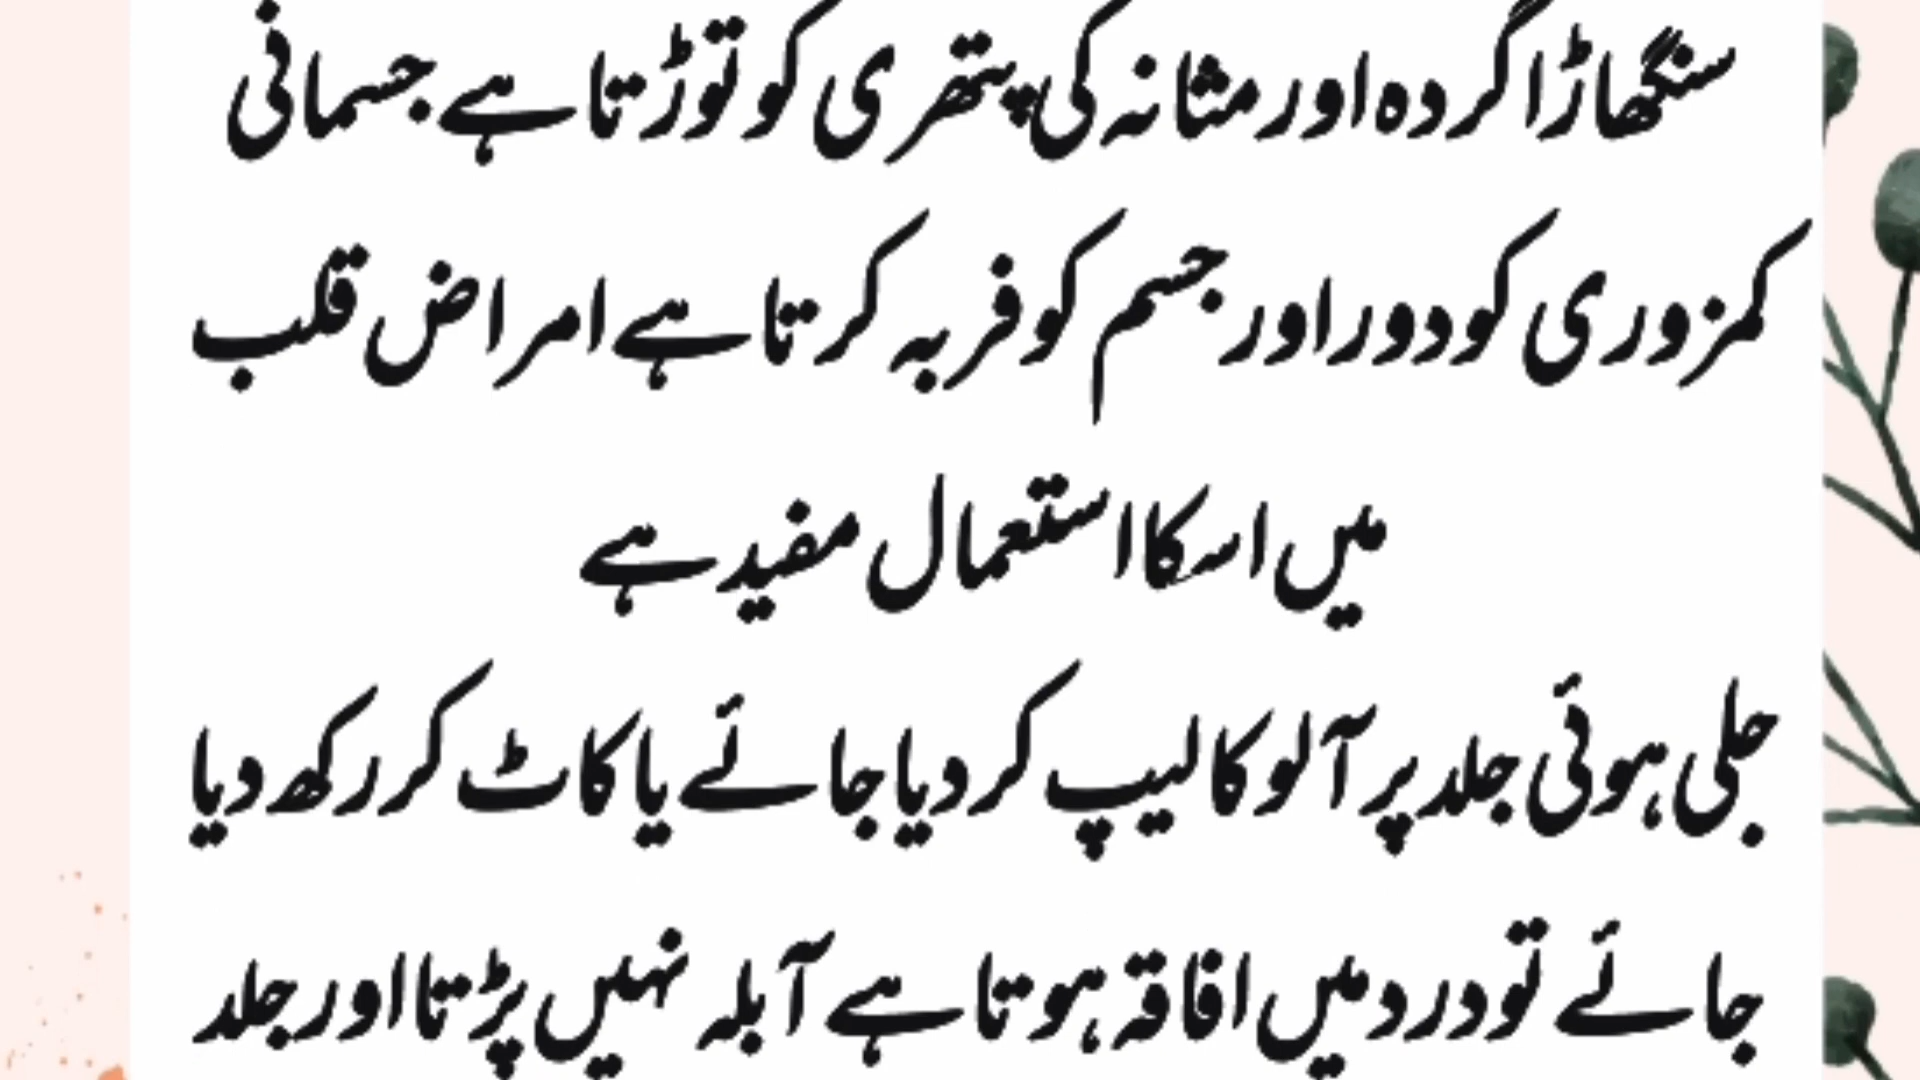 سنگھاڑا گردہ اور مثانہ کی پتھری کو توڑتا ہے جسمانی
کمزوری کو دور اور جسم کو فربہ کرتا ہے امراض قلب
میں اسکا استعمال مفید ہے
جلی ہوئی جلد پر آلو کا لیپ کر دیا جائے یا کاٹ کر رکھ دیا
جائے تو درد میں افاقہ ہوتا ہے آبلہ نہیں پڑتا اور جلد